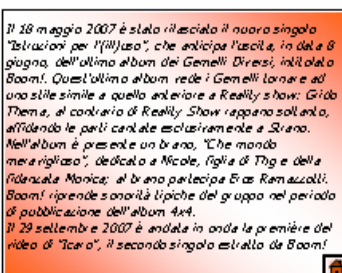 Il 18 maggio 2007 è stato rilasciato il nuovo singolo
"Istruzioni per l'(ill)uso", che anticipa l'uscita, in data 8
giugno, dell'ultimo album dei Gemelli Diversi, intitolato
Boom!. Quest'ultimo album vede i Gemelli tornare ad
uno stile simile a quello anteriore a Reality show: Grido
Thema, al contrario di Reality Show rappano soltanto,
affidando le parti cantate esclusivamente a Strano.
Nell'album è presente un brano, "Che mondo
meraviglioso", dedicato a Nicole, figlia di Thg e della
fidanzata Monica; al brano partecipa Eros Ramazzotti.
Boom! riprende sonorità tipiche del gruppo nel periodo
di pubblicazione dell'album 4x4.
Il 29 settembre 2007 è andata in onda la première del
video di "Icaro", il secondo singolo estratto da Boom!